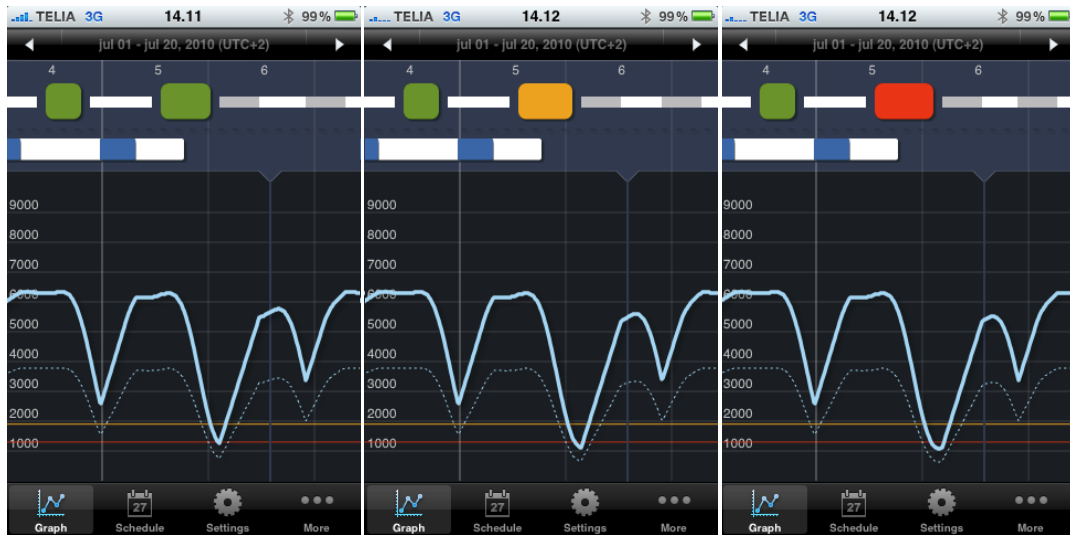 TELIA 3G 14.11 99%
jul 01 - jul 20, 2010 (UTC+2)
4 5 6
9000
8000
7000
6000
5000
4000
3000
2000
1000
27
Graph Schedule Settings More
TELIA 3G 14.12 99%
jul 01 - jul 20, 2010 (UTC+2)
4 5 6
9000
8000
7000
6000
5000
4000
3000
2000
1000
27
Graph Schedule Settings More
TELIA 3G 14.12 99%
jul 01 - jul 20, 2010 (UTC+2)
4 5 6
9000
8000
7000
6000
5000
4000
3000
2000
1000
27
Graph Schedule Settings More